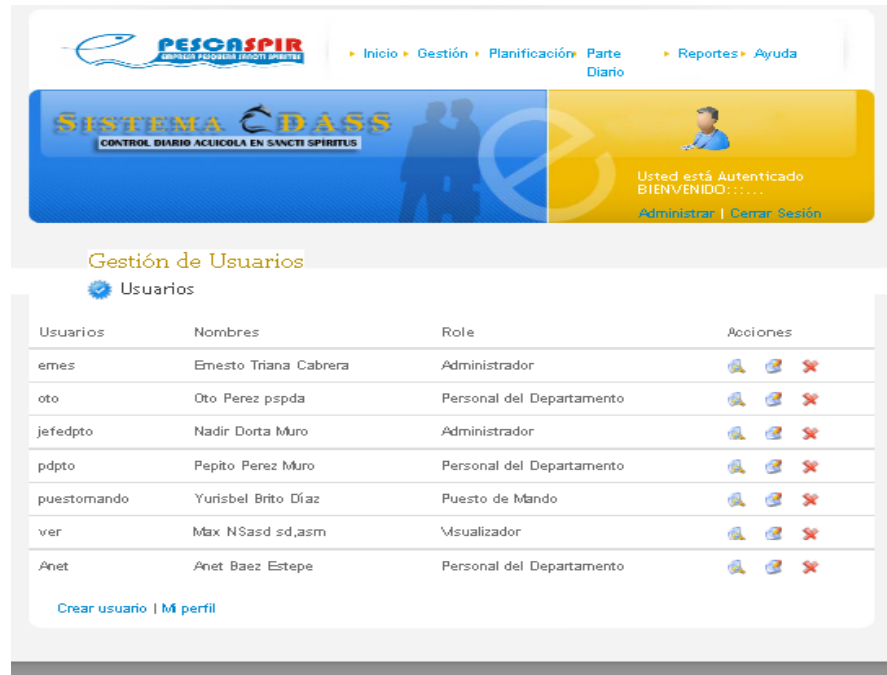 PESCASPIR
EMPRESA PESQUERA SANCTI SPIRITUS
Inicio Gestión Planificación Parte Diario Reportes Ayuda
SISTEMA CDASS
CONTROL DIARIO ACUICOLA EN SANCTI SPÍRITUS
Usted está Autenticado
BIENVENIDO:::...
Administrar | Cerrar Sesión
Gestión de Usuarios
Usuarios
Usuarios Nombres Role Acciones
ernes Ernesto Triana Cabrera Administrador
oto Oto Perez pspda Personal del Departamento
jefedpto Nadir Dorta Muro Administrador
pdpto Pepito Perez Muro Personal del Departamento
puestomando Yurisbel Brito Díaz Puesto de Mando
ver Max NSasd sd,asm Visualizador
Anet Anet Baez Estepe Personal del Departamento
Crear usuario | Mi perfil